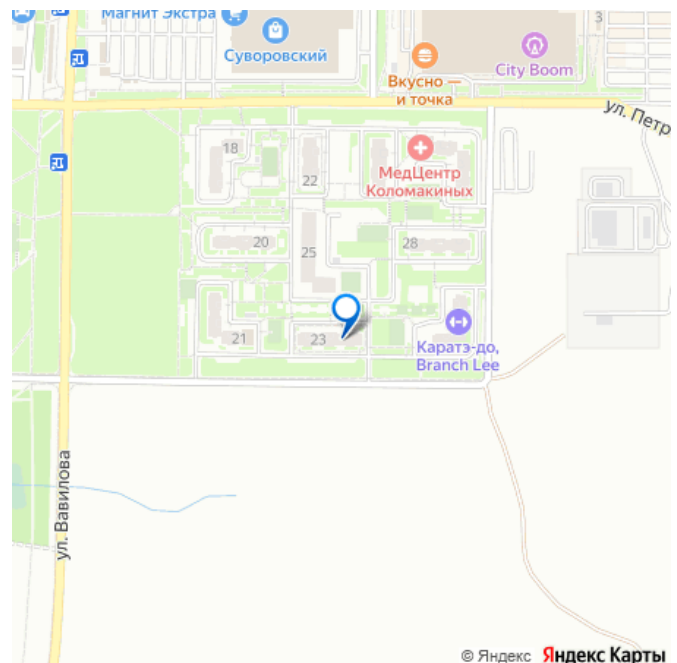 Магнит Экстра
Суворовский
City Boom
3
Вкусно —
и точка
ул. Петр
18
22
МедЦентр
Коломакиных
20
25
28
21
23
Каратэ-до,
Branch Lee
ул. Вавилова
© Яндекс Яндекс Карты